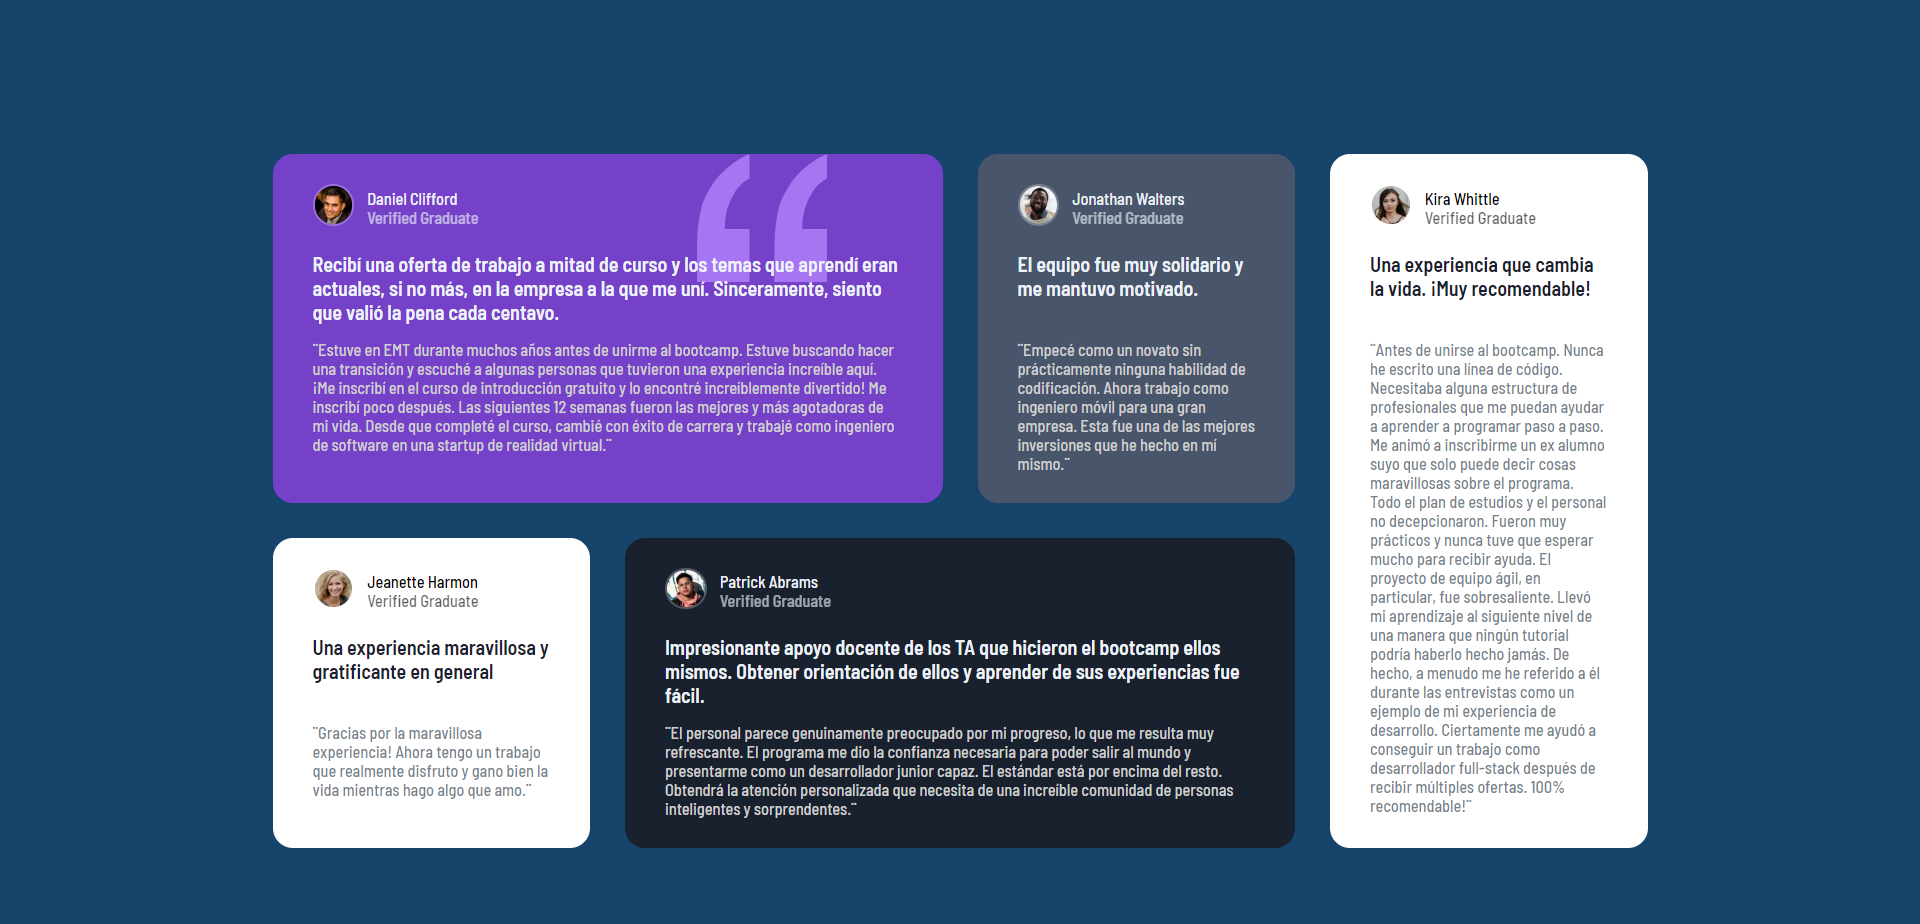 Daniel Clifford
Verified Graduate
Recibí una oferta de trabajo a mitad de curso y los temas que aprendí eran
actuales, si no más, en la empresa a la que me uní. Sinceramente, siento
que valió la pena cada centavo.
¨Estuve en EMT durante muchos años antes de unirme al bootcamp. Estuve buscando hacer
una transición y escuché a algunas personas que tuvieron una experiencia increíble aquí.
¡Me inscribí en el curso de introducción gratuito y lo encontré increíblemente divertido! Me
inscribí poco después. Las siguientes 12 semanas fueron las mejores y más agotadoras de
mi vida. Desde que completé el curso, cambié con éxito de carrera y trabajé como ingeniero
de software en una startup de realidad virtual.¨
Jonathan Walters
Verified Graduate
El equipo fue muy solidario y
me mantuvo motivado.
¨Empecé como un novato sin
prácticamente ninguna habilidad de
codificación. Ahora trabajo como
ingeniero móvil para una gran
empresa. Esta fue una de las mejores
inversiones que he hecho en mí
mismo.¨
Kira Whittle
Verified Graduate
Una experiencia que cambia
la vida. ¡Muy recomendable!
¨Antes de unirse al bootcamp. Nunca
he escrito una línea de código.
Necesitaba alguna estructura de
profesionales que me puedan ayudar
a aprender a programar paso a paso.
Me animó a inscribirme un ex alumno
suyo que solo puede decir cosas
maravillosas sobre el programa.
Todo el plan de estudios y el personal
no decepcionaron. Fueron muy
prácticos y nunca tuve que esperar
mucho para recibir ayuda. El
proyecto de equipo ágil, en
particular, fue sobresaliente. Llevó
mi aprendizaje al siguiente nivel de
una manera que ningún tutorial
podría haberlo hecho jamás. De
hecho, a menudo me he referido a él
durante las entrevistas como un
ejemplo de mi experiencia de
desarrollo. Ciertamente me ayudó a
conseguir un trabajo como
desarrollador full-stack después de
recibir múltiples ofertas. 100%
recomendable!¨
Jeanette Harmon
Verified Graduate
Una experiencia maravillosa y
gratificante en general
¨Gracias por la maravillosa
experiencia! Ahora tengo un trabajo
que realmente disfruto y gano bien la
vida mientras hago algo que amo.¨
Patrick Abrams
Verified Graduate
Impresionante apoyo docente de los TA que hicieron el bootcamp ellos
mismos. Obtener orientación de ellos y aprender de sus experiencias fue
fácil.
¨El personal parece genuinamente preocupado por mi progreso, lo que me resulta muy
refrescante. El programa me dio la confianza necesaria para poder salir al mundo y
presentarme como un desarrollador junior capaz. El estándar está por encima del resto.
Obtendrá la atención personalizada que necesita de una increíble comunidad de personas
inteligentes y sorprendentes.¨